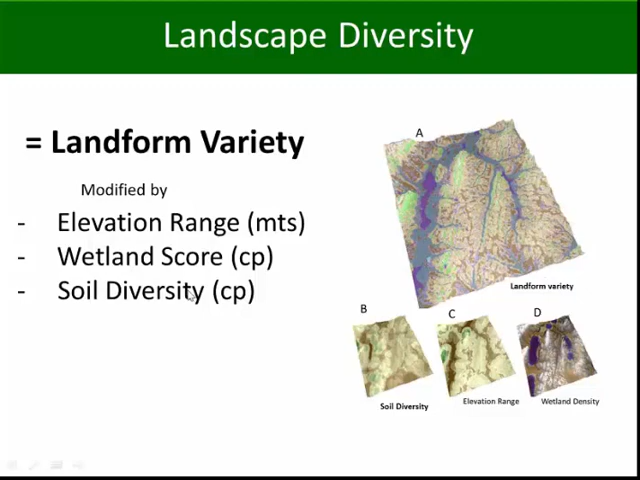 Landscape Diversity
= Landform Variety
Modified by
- Elevation Range (mts)
- Wetland Score (cp)
- Soil Diversity (cp)
A
Landform variety
B
C
D
Soil Diversity
Elevation Range
Wetland Density